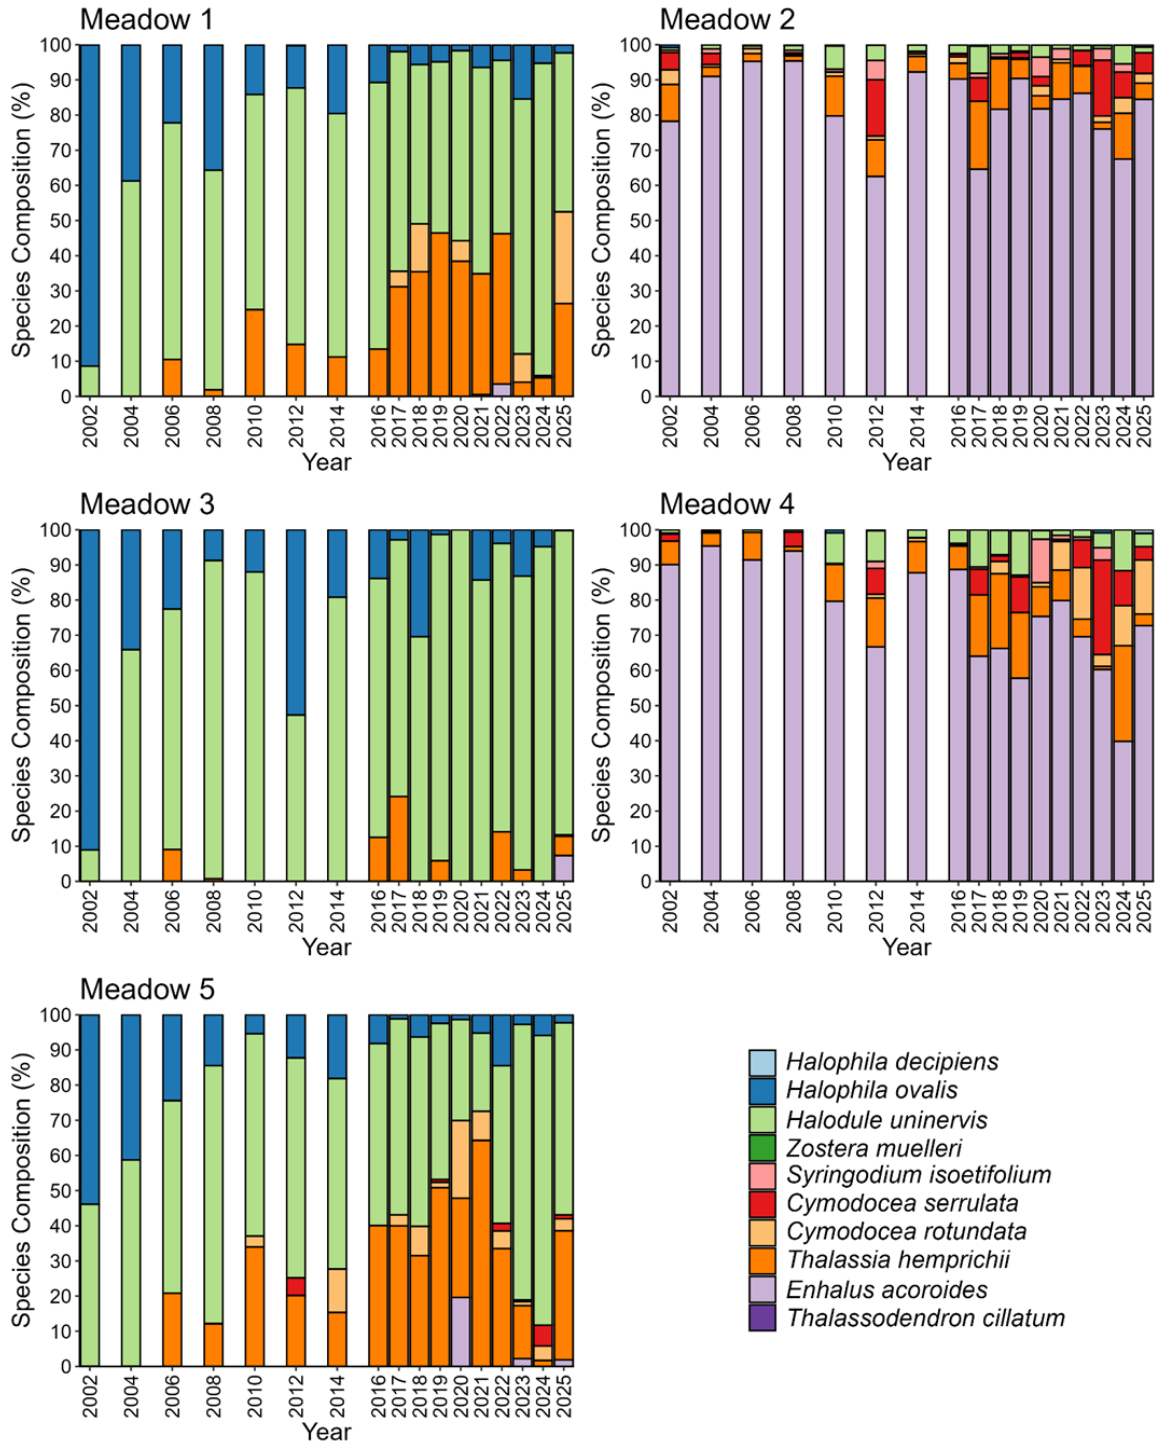 Meadow 1
Species Composition (%)
100
90
80
70
60
50
40
30
20
10
0
2002 2004 2006 2008 2010 2012 2014 2016 2017 2018 2019 2020 2021 2022 2023 2024 2025
Year
Meadow 2
Species Composition (%)
100
90
80
70
60
50
40
30
20
10
0
2002 2004 2006 2008 2010 2012 2014 2016 2017 2018 2019 2020 2021 2022 2023 2024 2025
Year
Meadow 3
Species Composition (%)
100
90
80
70
60
50
40
30
20
10
0
2002 2004 2006 2008 2010 2012 2014 2016 2017 2018 2019 2020 2021 2022 2023 2024 2025
Year
Meadow 4
Species Composition (%)
100
90
80
70
60
50
40
30
20
10
0
2002 2004 2006 2008 2010 2012 2014 2016 2017 2018 2019 2020 2021 2022 2023 2024 2025
Year
Meadow 5
Species Composition (%)
100
90
80
70
60
50
40
30
20
10
0
2002 2004 2006 2008 2010 2012 2014 2016 2017 2018 2019 2020 2021 2022 2023 2024 2025
Year
Halophila decipiens
Halophila ovalis
Halodule uninervis
Zostera muelleri
Syringodium isoetifolium
Cymodocea serrulata
Cymodocea rotundata
Thalassia hemprichii
Enhalus acoroides
Thalassodendron cillatum